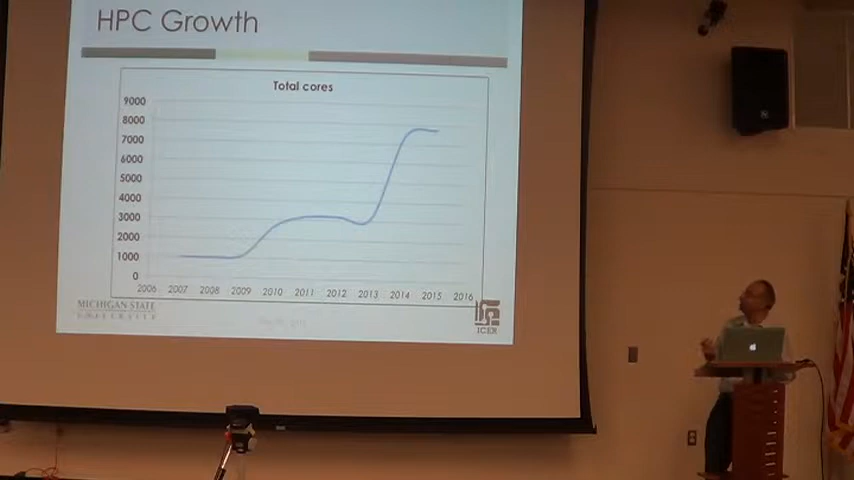 HPC Growth
Total cores
9000
8000
7000
6000
5000
4000
3000
2000
1000
0
2006 2007 2008 2009 2010 2011 2012 2013 2014 2015 2016
MICHIGAN STATE
UNIVERSITY
ICER